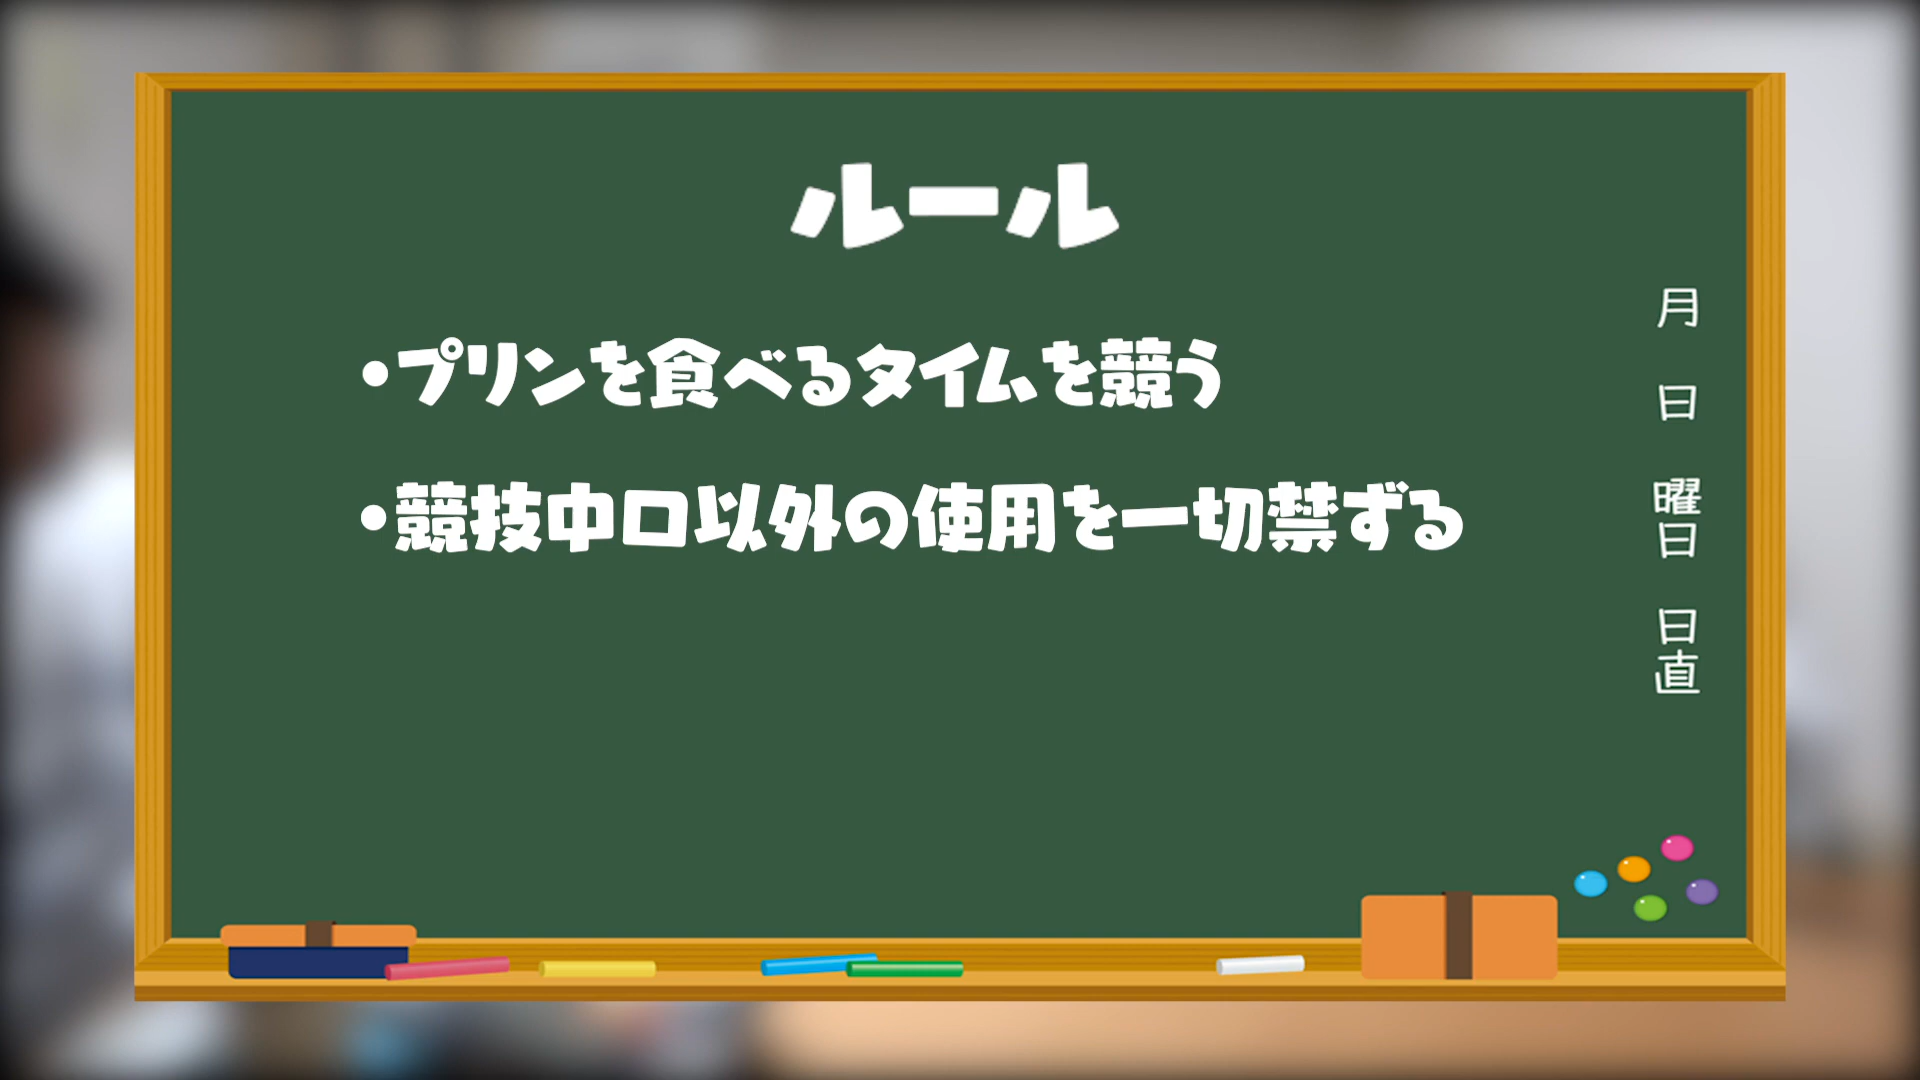 ルール
•プリンを食べるタイムを競う
•競技中口以外の使用を一切禁ずる
月
日
曜日
日直